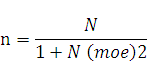 n = N / 1 + N (moe)2